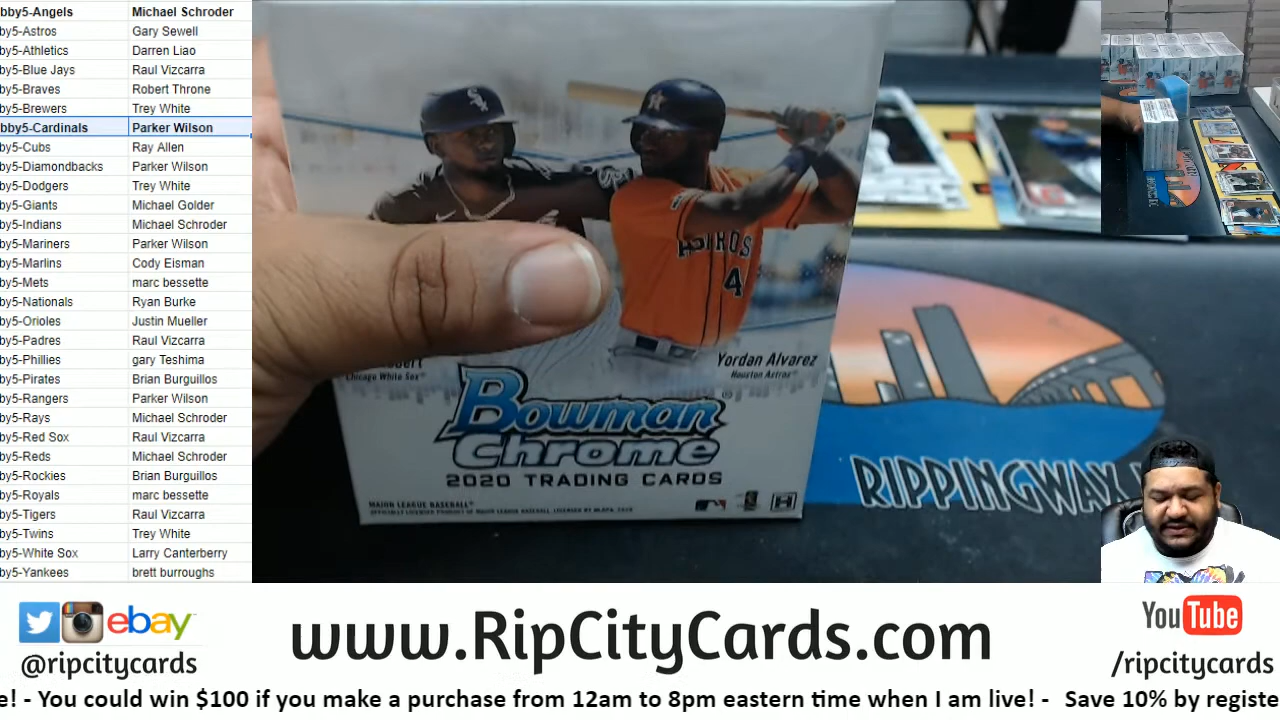 bby5-Angels Michael Schroder
by5-Astros Gary Sewell
by5-Athletics Darren Liao
by5-Blue Jays Raul Vizcarra
by5-Braves Robert Throne
by5-Brewers Trey White
bby5-Cardinals Parker Wilson
by5-Cubs Ray Allen
by5-Diamondbacks Parker Wilson
by5-Dodgers Trey White
by5-Giants Michael Golder
by5-Indians Michael Schroder
by5-Mariners Parker Wilson
by5-Marlins Cody Eisman
by5-Mets marc bessette
by5-Nationals Ryan Burke
by5-Orioles Justin Mueller
by5-Padres Raul Vizcarra
by5-Phillies gary Teshima
by5-Pirates Brian Burguillos
by5-Rangers Parker Wilson
by5-Rays Michael Schroder
by5-Red Sox Raul Vizcarra
by5-Reds Michael Schroder
by5-Rockies Brian Burguillos
by5-Royals marc bessette
by5-Tigers Raul Vizcarra
by5-Twins Trey White
by5-White Sox Larry Canterberry
by5-Yankees brett burroughs
ASTROS
4
Chicago White Sox
Yordan Alvarez
Houston Astros
Bowman
Chrome
2020 TRADING CARDS
MAJOR LEAGUE BASEBALL
H
RIPPINGWAX
ebay
@ripcitycards
www.RipCityCards.com
YouTube
/ripcitycards
e! - You could win $100 if you make a purchase from 12am to 8pm eastern time when I am live! - Save 10% by registe